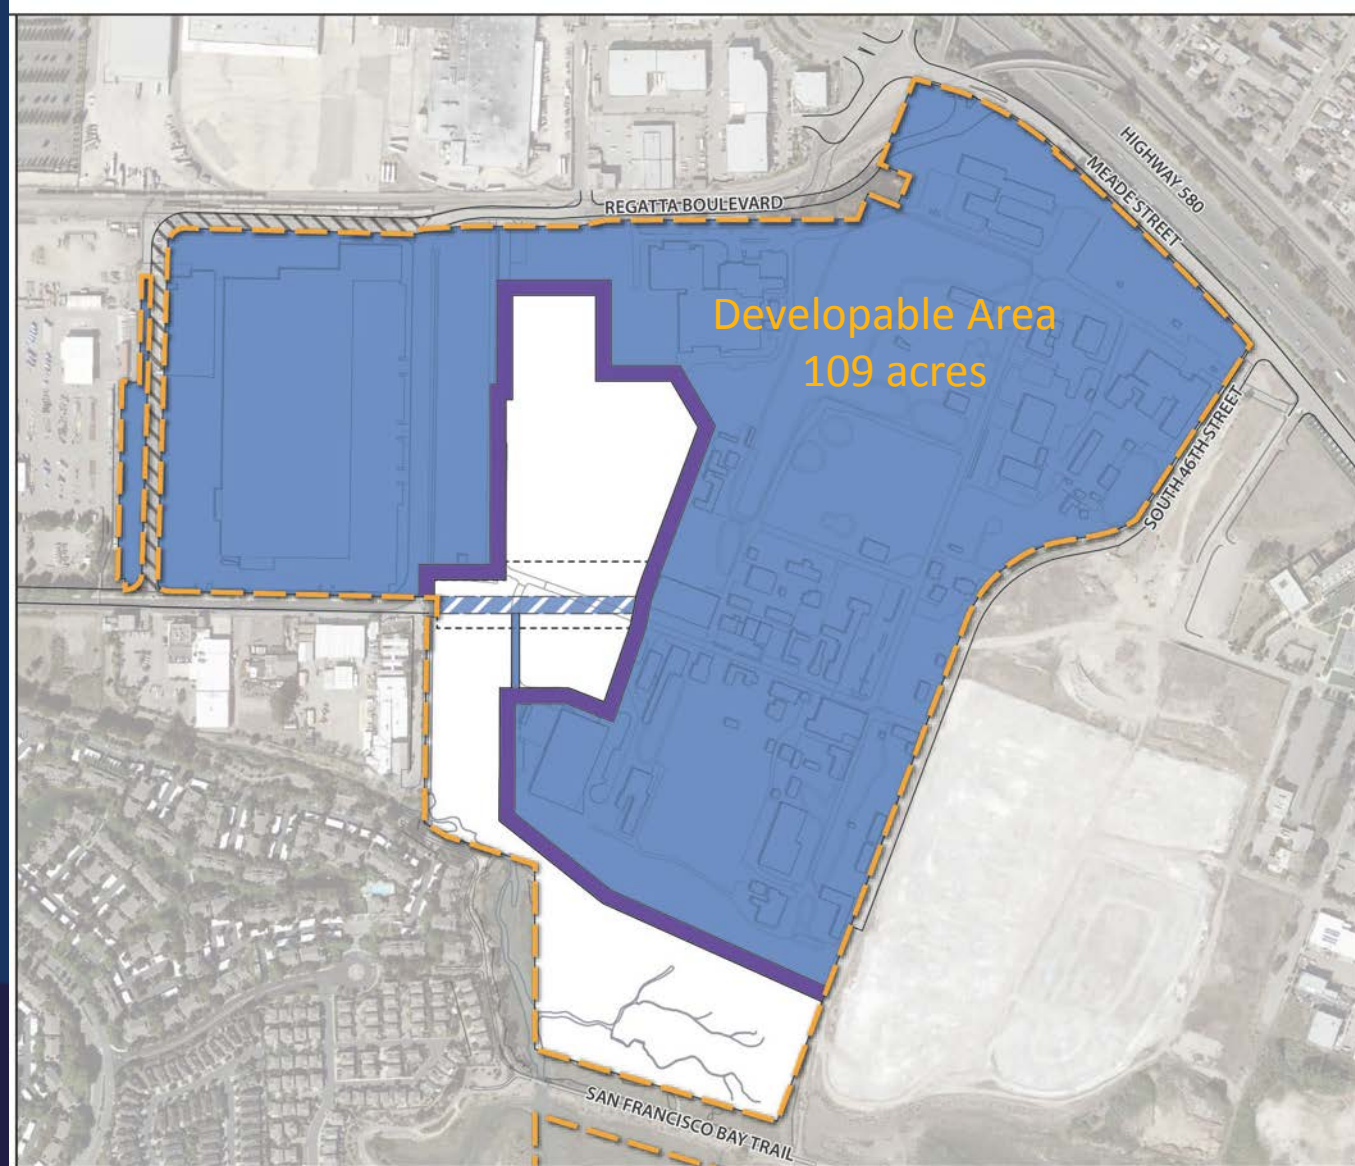 HIGHWAY 580
MEADE STREET
REGATTA BOULEVARD
Developable Area
109 acres
SOUTH 46TH STREET
SAN FRANCISCO BAY TRAIL